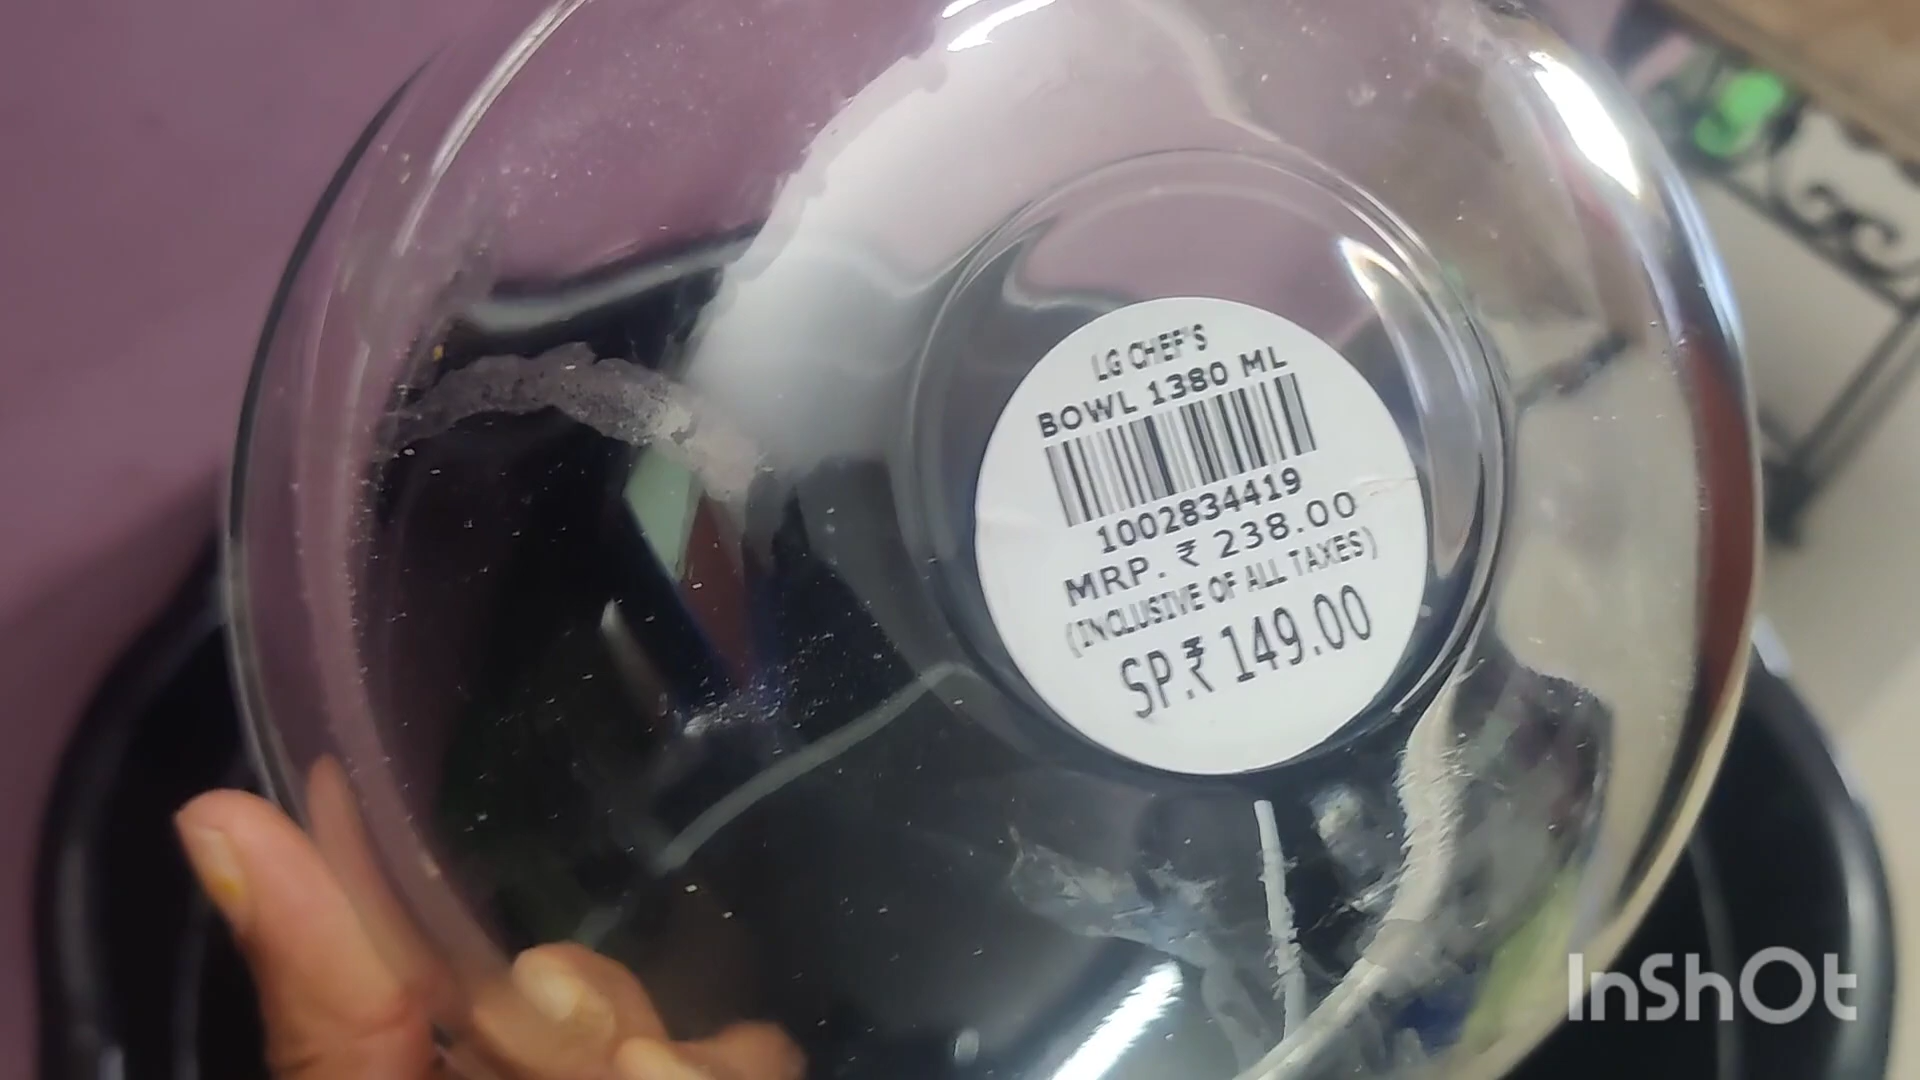 LG CHEF'S
BOWL 1380 ML
1002834419
MRP. ₹ 238.00
(INCLUSIVE OF ALL TAXES)
SP.₹ 149.00
InShOt